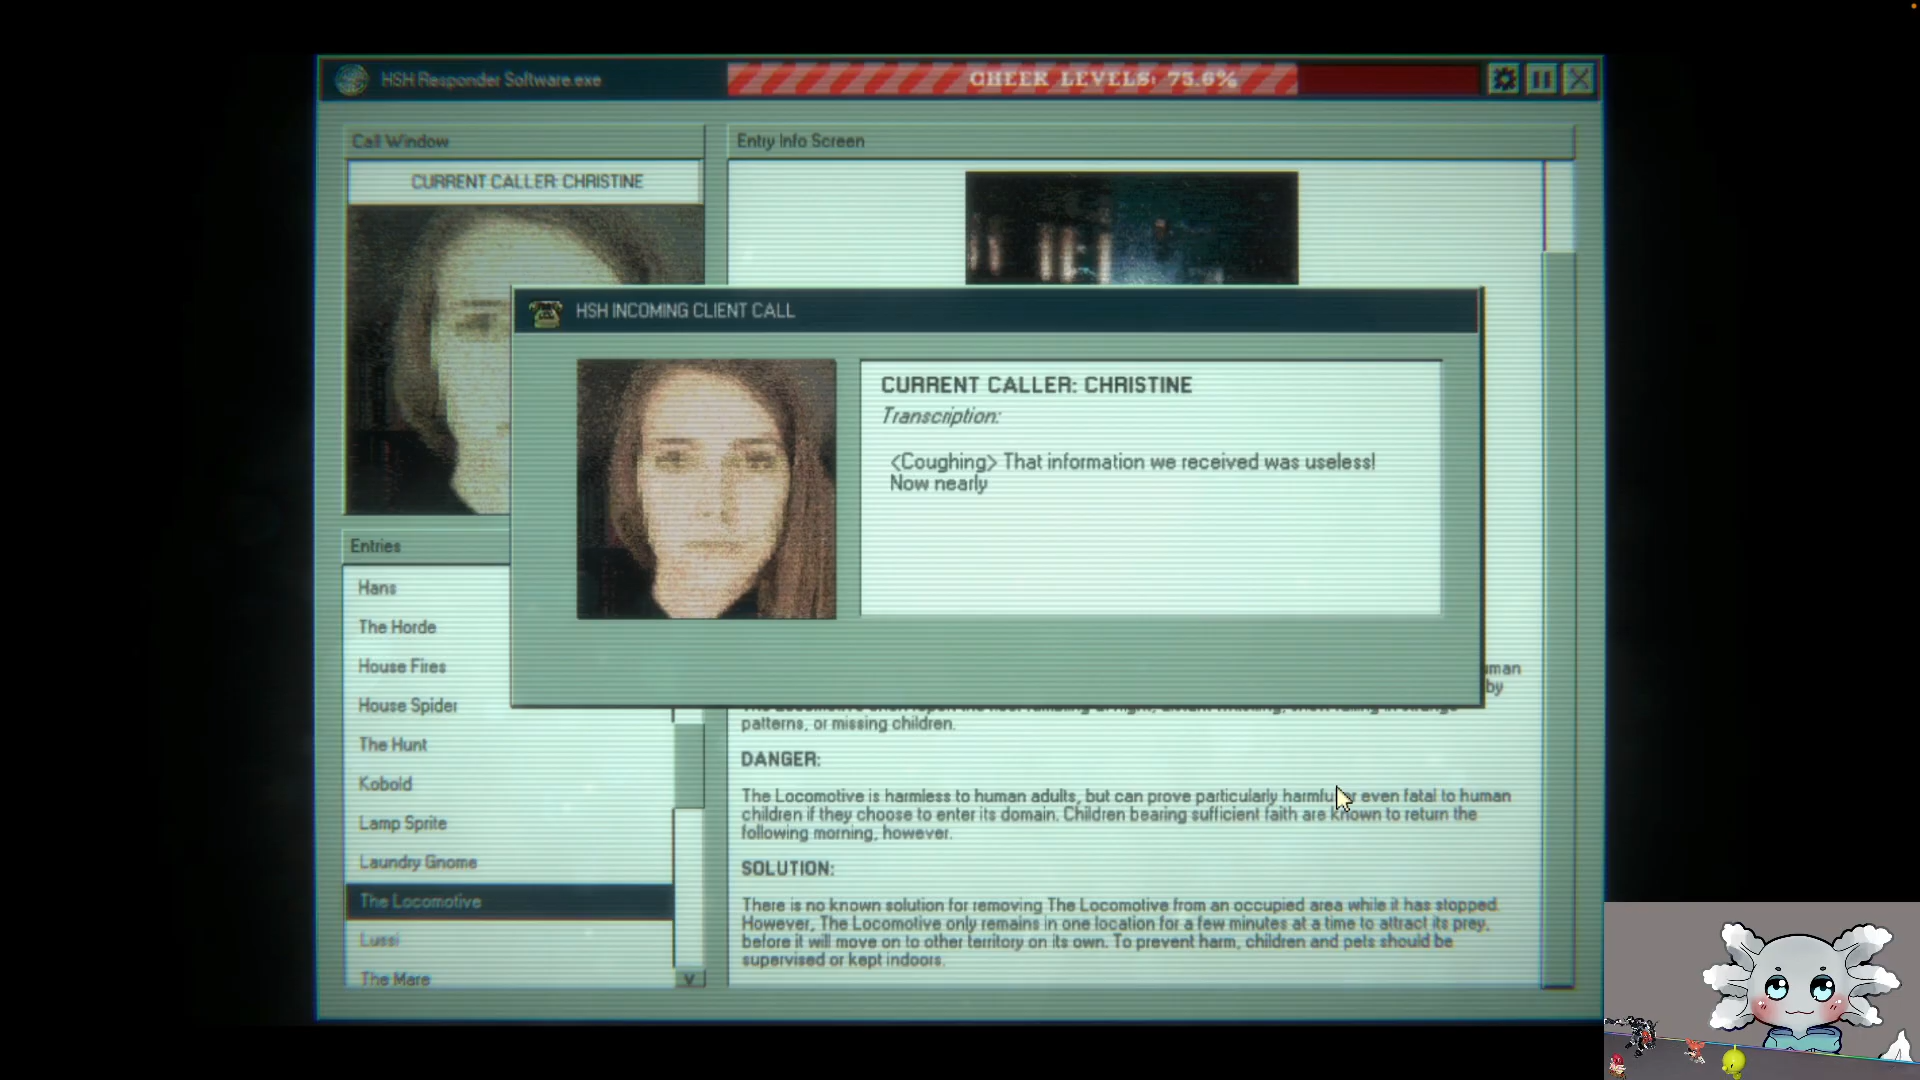 HSH Responder Software.exe
CHEER LEVELS: 75.6%
Call Window
Entry Info Screen
CURRENT CALLER: CHRISTINE
HSH INCOMING CLIENT CALL
CURRENT CALLER: CHRISTINE
Transcription:
<Coughing> That information we received was useless!
Now nearly
Entries
Hans
The Horde
House Fires
House Spider
The Hunt
Kobold
Lamp Sprite
Laundry Gnome
The Locomotive
Lussi
The Mare
by
patterns, or missing children.
DANGER:
The Locomotive is harmless to human adults, but can prove particularly harmful or even fatal to human
children if they choose to enter its domain. Children bearing sufficient faith are known to return the
following morning, however.
SOLUTION:
There is no known solution for removing The Locomotive from an occupied area while it has stopped.
However, The Locomotive only remains in one location for a few minutes at a time to attract its prey,
before it will move on to other territory on its own. To prevent harm, children and pets should be
supervised or kept indoors.